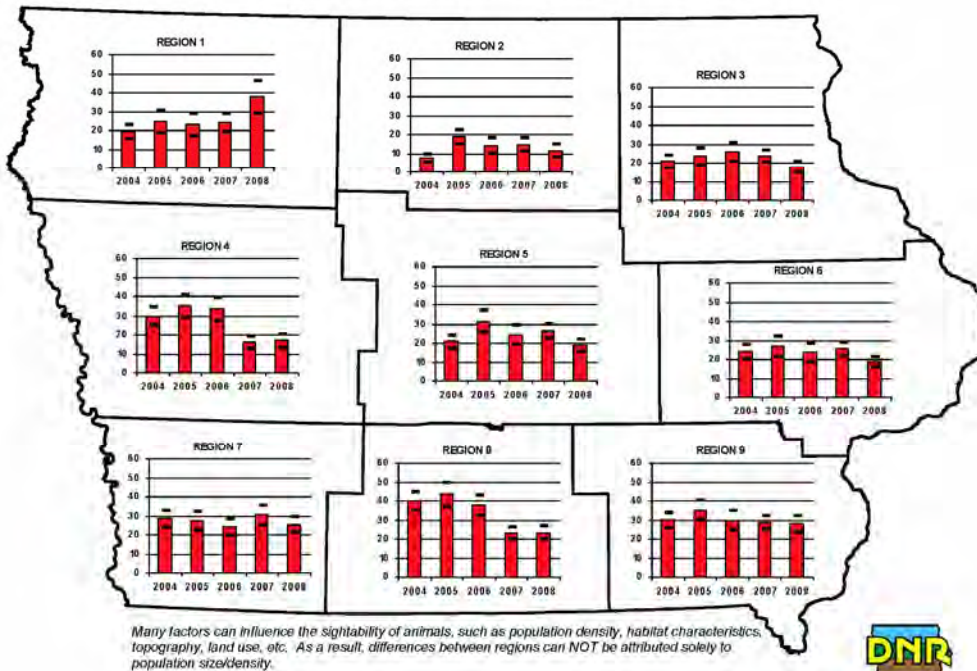 REGION 1
60
50
40
30
20
10
0
2004 2005 2006 2007 2008
REGION 2
60
50
40
30
20
10
0
2004 2005 2006 2007 2008
REGION 3
60
50
40
30
20
10
0
2004 2005 2006 2007 2008
REGION 4
60
50
40
30
20
10
0
2004 2005 2006 2007 2008
REGION 5
60
50
40
30
20
10
0
2004 2005 2006 2007 2008
REGION 6
60
50
40
30
20
10
0
2004 2005 2006 2007 2008
REGION 7
60
50
40
30
20
10
0
2004 2005 2006 2007 2008
REGION 8
60
50
40
30
20
10
0
2004 2005 2006 2007 2008
REGION 9
60
50
40
30
20
10
0
2004 2005 2006 2007 2008
Many factors can influence the sightability of animals, such as population density, habitat characteristics,
topography, land use, etc. As a result, differences between regions can NOT be attributed solely to
population size/density.
DNR